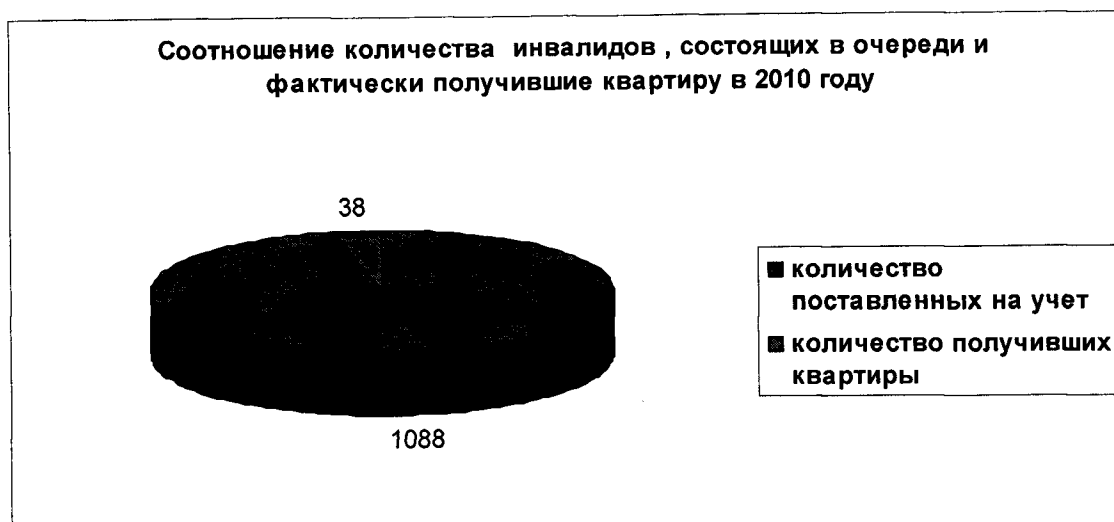 Соотношение количества инвалидов , состоящих в очереди и
фактически получившие квартиру в 2010 году
38
1088
количество
поставленных на учет
количество получивших
квартиры